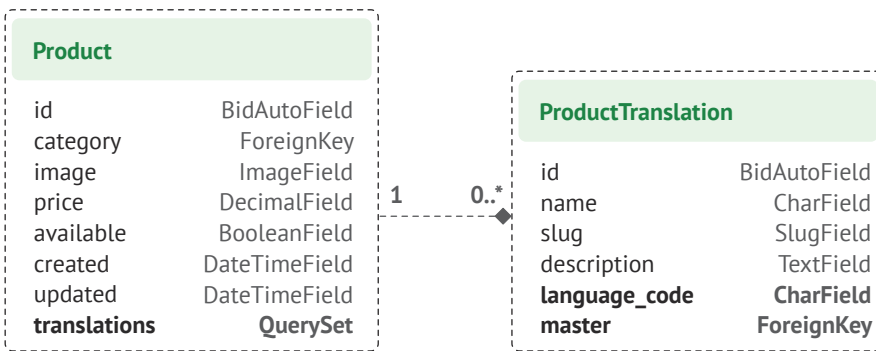 Product
id BidAutoField
category ForeignKey
image ImageField
price DecimalField
available BooleanField
created DateTimeField
updated DateTimeField
translations QuerySet
1 0..*
ProductTranslation
id BidAutoField
name CharField
slug SlugField
description TextField
language_code CharField
master ForeignKey